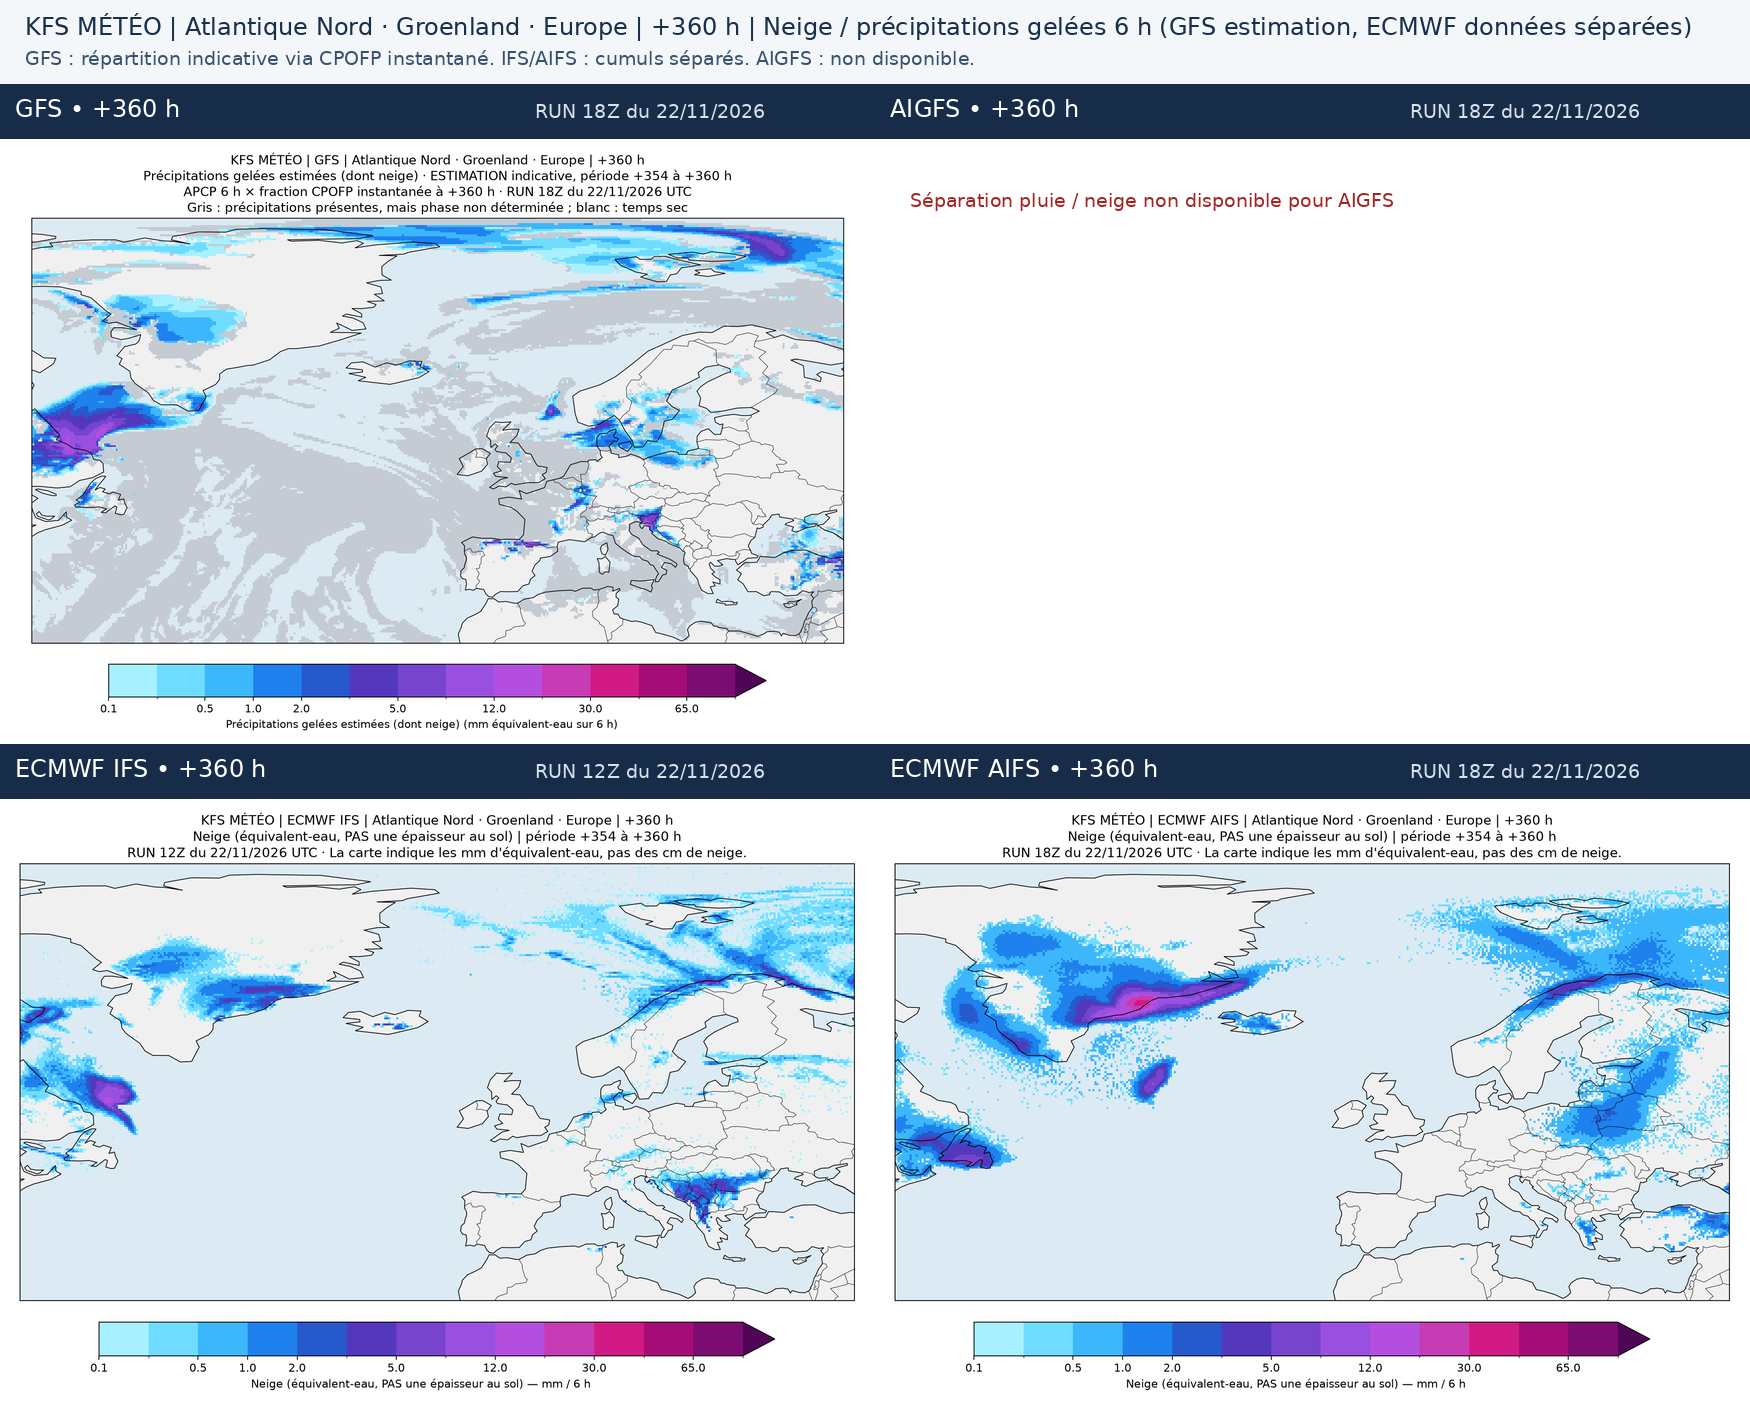 KFS MÉTÉO | Atlantique Nord · Groenland · Europe | +360 h | Neige / précipitations gelées 6 h (GFS estimation, ECMWF données séparées)
GFS : répartition indicative via CPOFP instantané. IFS/AIFS : cumuls séparés. AIGFS : non disponible.
GFS • +360 h
RUN 18Z du 22/11/2026
AIGFS • +360 h
RUN 18Z du 22/11/2026
KFS MÉTÉO | GFS | Atlantique Nord · Groenland · Europe | +360 h
Précipitations gelées estimées (dont neige) · ESTIMATION indicative, période +354 à +360 h
APCP 6 h × fraction CPOFP instantanée à +360 h · RUN 18Z du 22/11/2026 UTC
Gris : précipitations présentes, mais phase non déterminée ; blanc : temps sec
Séparation pluie / neige non disponible pour AIGFS
0.1 0.5 1.0 2.0 5.0 12.0 30.0 65.0
Précipitations gelées estimées (dont neige) (mm équivalent-eau sur 6 h)
ECMWF IFS • +360 h
RUN 12Z du 22/11/2026
ECMWF AIFS • +360 h
RUN 18Z du 22/11/2026
KFS MÉTÉO | ECMWF IFS | Atlantique Nord · Groenland · Europe | +360 h
Neige (équivalent-eau, PAS une épaisseur au sol) | période +354 à +360 h
RUN 12Z du 22/11/2026 UTC · La carte indique les mm d'équivalent-eau, pas des cm de neige.
KFS MÉTÉO | ECMWF AIFS | Atlantique Nord · Groenland · Europe | +360 h
Neige (équivalent-eau, PAS une épaisseur au sol) | période +354 à +360 h
RUN 18Z du 22/11/2026 UTC · La carte indique les mm d'équivalent-eau, pas des cm de neige.
0.1 0.5 1.0 2.0 5.0 12.0 30.0 65.0
Neige (équivalent-eau, PAS une épaisseur au sol) — mm / 6 h
0.1 0.5 1.0 2.0 5.0 12.0 30.0 65.0
Neige (équivalent-eau, PAS une épaisseur au sol) — mm / 6 h